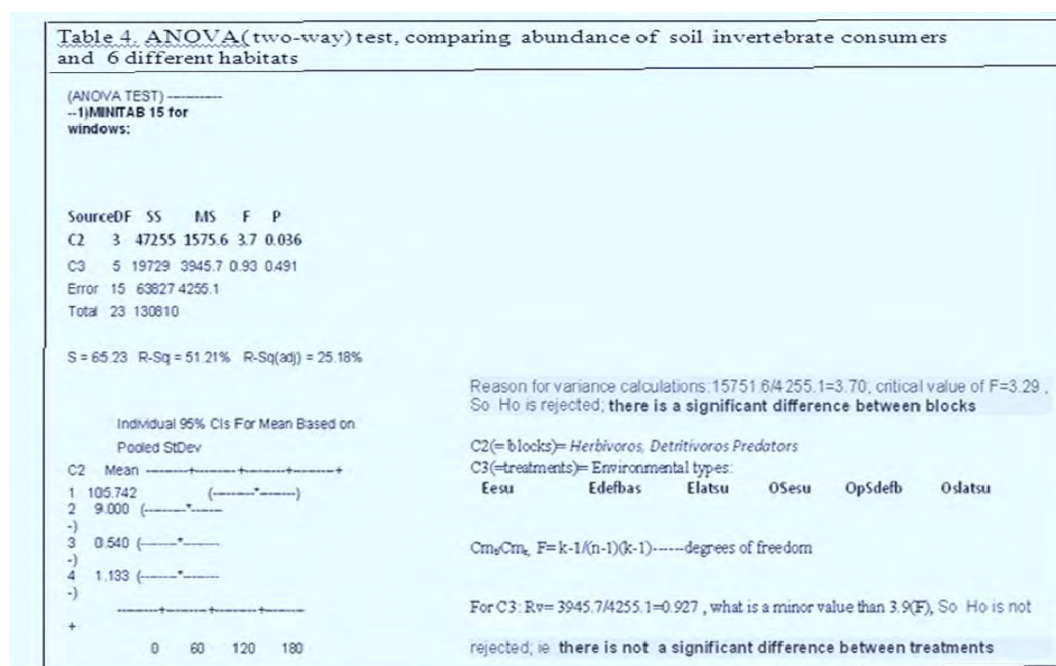 Table 4. ANOVA(two-way) test, comparing abundance of soil invertebrate consumers
and 6 different habitats
(ANOVA TEST) ------------
--1)MINITAB 15 for
windows:
SourceDF SS MS F P
C2 3 47255 1575.6 3.7 0.036
C3 5 19729 3945.7 0.93 0.491
Error 15 63827 4255.1
Total 23 130810
S = 65.23 R-Sq = 51.21% R-Sq(adj) = 25.18%
Reason for variance calculations:15751.6/4255.1=3.70; critical value of F=3.29 ,
So Ho is rejected; there is a significant difference between blocks
Individual 95% CIs For Mean Based on
Pooled StDev
C2 Mean --------+---------+---------+---------+
1 105.742 (---------*--------)
2 9.000 (---------*-------
-)
3 0.540 (--------*--------
-)
4 1.133 (--------*--------
-)
---------+---------+---------+---------
+
0 60 120 180
C2(=blocks)= Herbívoros, Detritívoros Predators
C3(=treatments)= Environmental types:
Eesu Edefbas Elatsu OSesu OpSdefb Oslatsu
F=k-1/(n-1)(k-1)------degrees of freedom
For C3: Rv= 3945.7/4255.1=0.927 , what is a minor value than 3.9(F), So Ho is not
rejected; ie there is not a significant difference between treatments